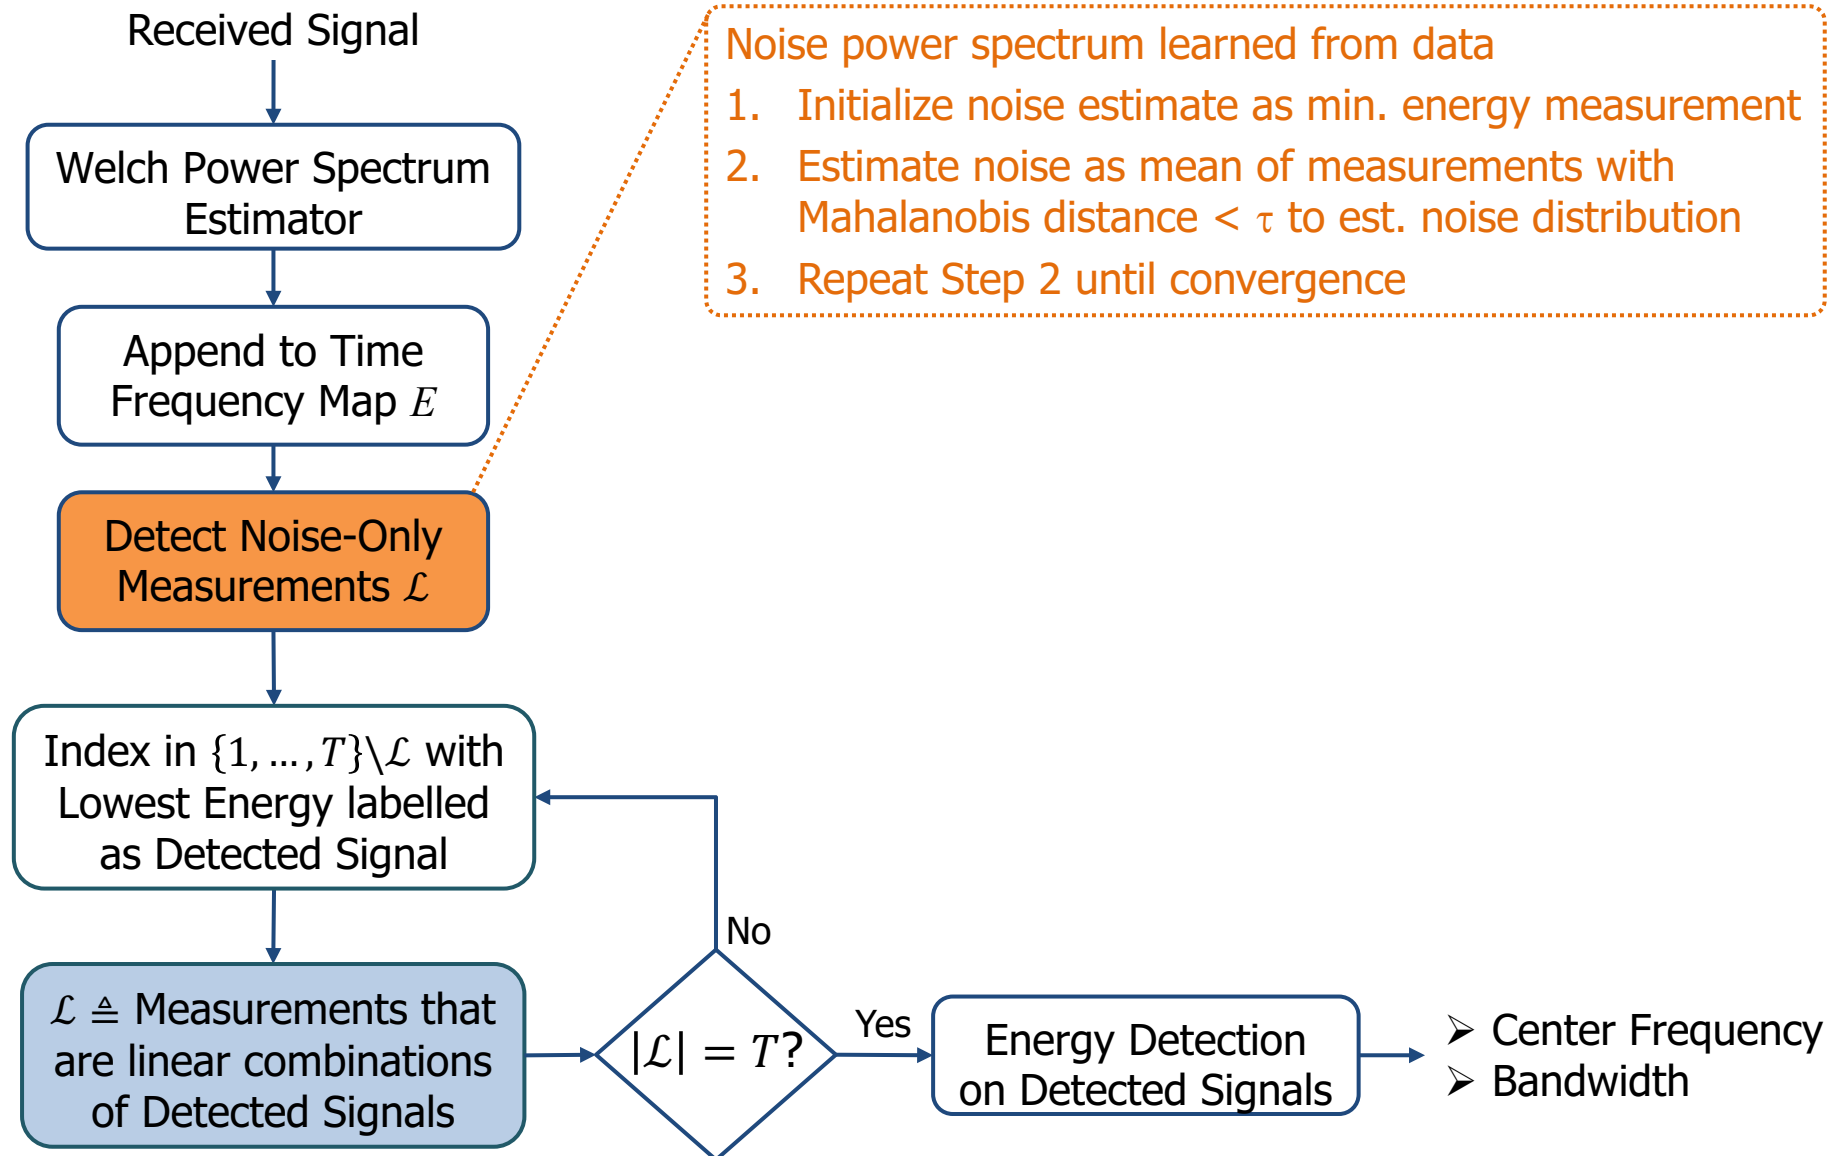 Received Signal
Welch Power Spectrum
Estimator
Append to Time
Frequency Map E
Detect Noise-Only
Measurements ℒ
Noise power spectrum learned from data
1. Initialize noise estimate as min. energy measurement
2. Estimate noise as mean of measurements with
Mahalanobis distance < τ to est. noise distribution
3. Repeat Step 2 until convergence
Index in {1, … , T}\ℒ with
Lowest Energy labelled
as Detected Signal
ℒ ≜ Measurements that
are linear combinations
of Detected Signals
|ℒ| = T?
No
Yes
Energy Detection
on Detected Signals
➢ Center Frequency
➢ Bandwidth